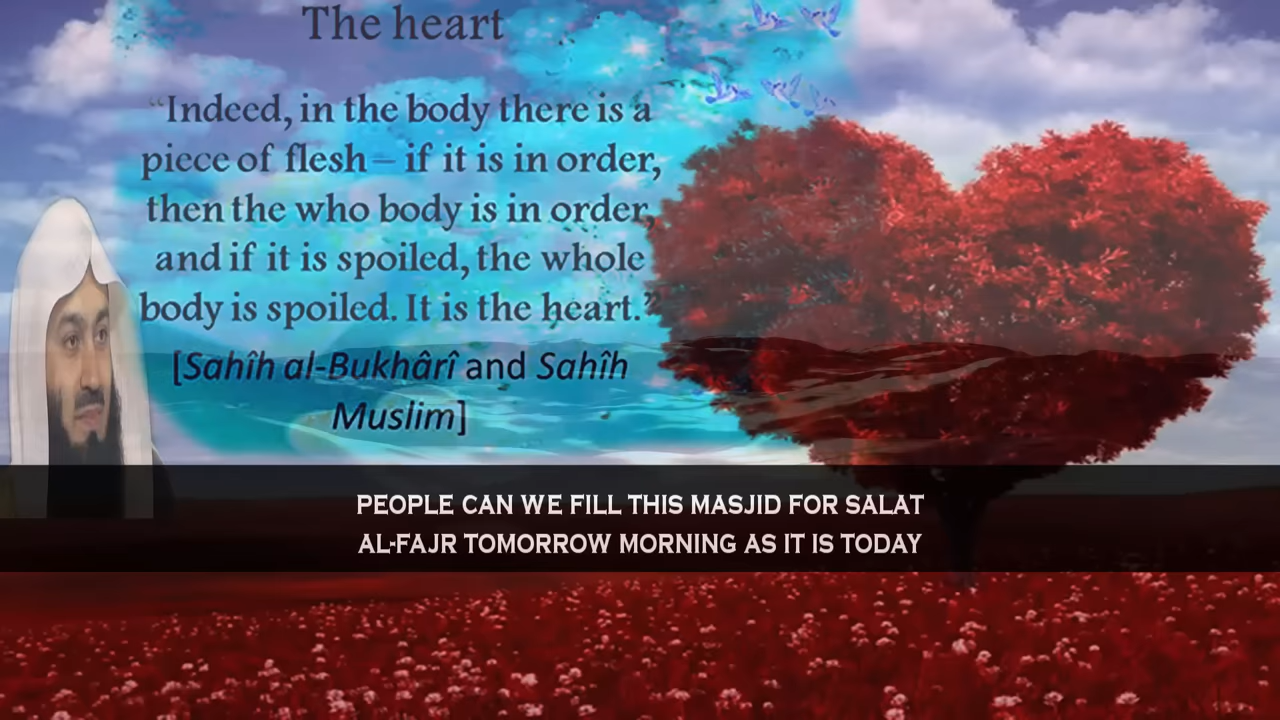 The heart
“Indeed, in the body there is a
piece of flesh – if it is in order,
then the who body is in order,
and if it is spoiled, the whole
body is spoiled. It is the heart.”
[Sahîh al-Bukhârî and Sahîh
Muslim]
PEOPLE CAN WE FILL THIS MASJID FOR SALAT
AL-FAJR TOMORROW MORNING AS IT IS TODAY